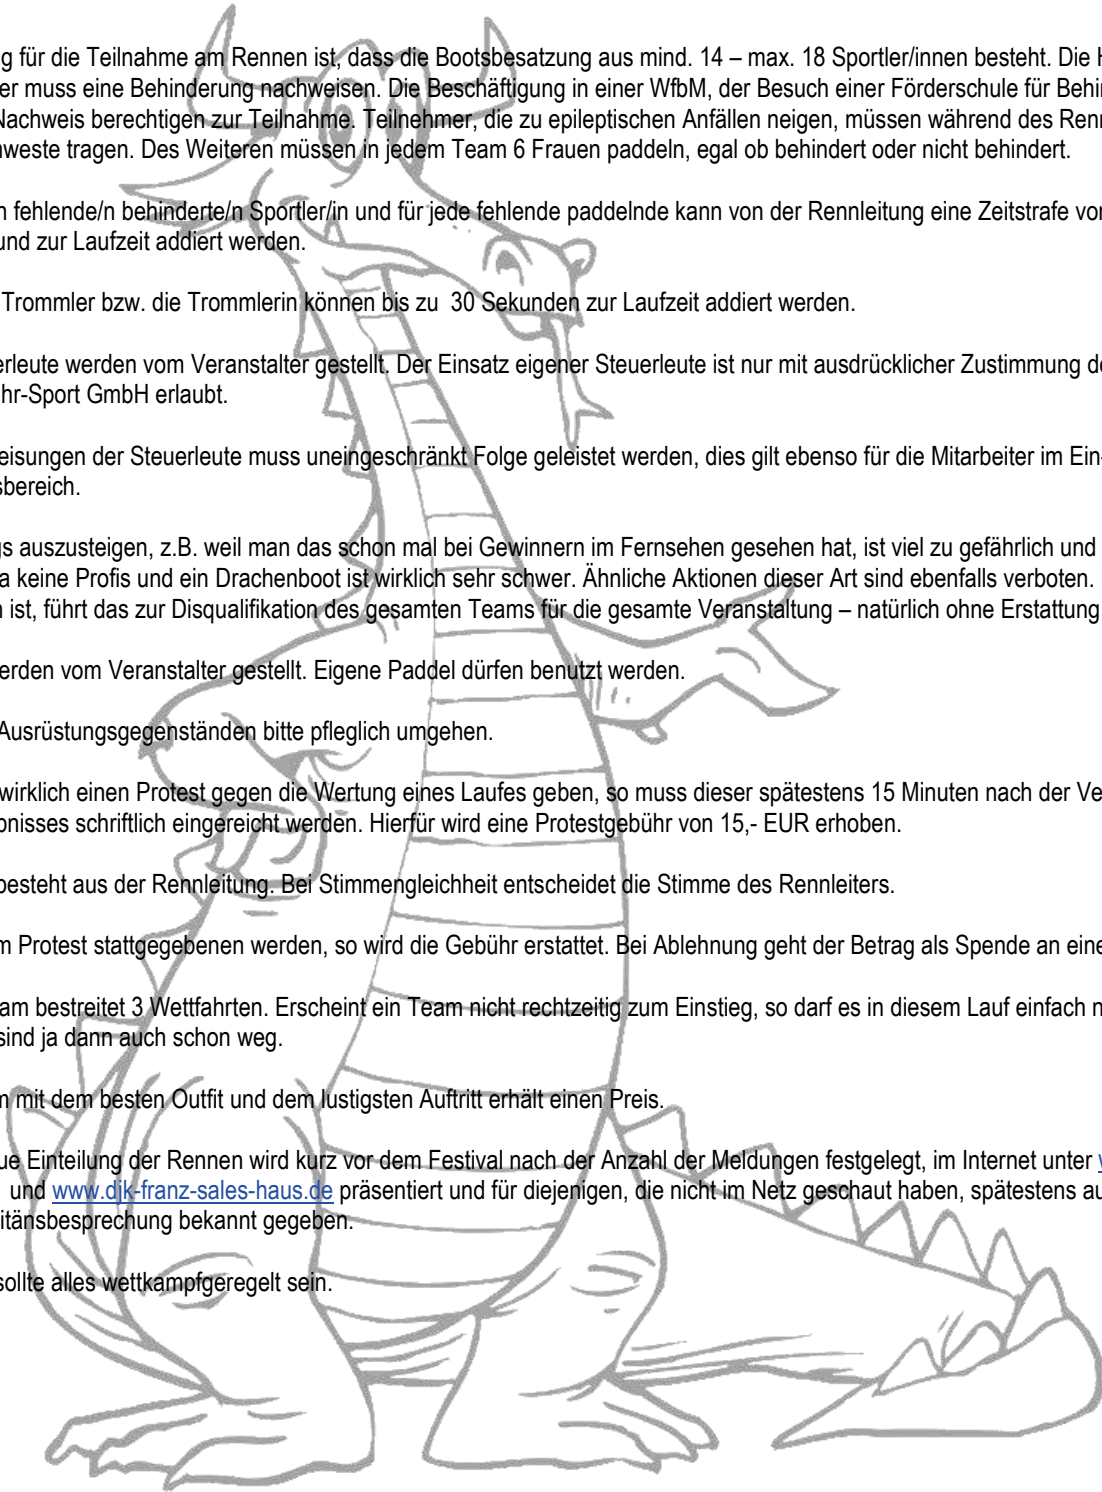 g für die Teilnahme am Rennen ist, dass die Bootsbesatzung aus mind. 14 – max. 18 Sportler/innen besteht. Die H
er muss eine Behinderung nachweisen. Die Beschäftigung in einer WfbM, der Besuch einer Förderschule für Behin
Nachweis berechtigen zur Teilnahme. Teilnehmer, die zu epileptischen Anfällen neigen, müssen während des Renn
nweste tragen. Des Weiteren müssen in jedem Team 6 Frauen paddeln, egal ob behindert oder nicht behindert.
n fehlende/n behinderte/n Sportler/in und für jede fehlende paddelnde kann von der Rennleitung eine Zeitstrafe von
und zur Laufzeit addiert werden.
Trommler bzw. die Trommlerin können bis zu 30 Sekunden zur Laufzeit addiert werden.
erleute werden vom Veranstalter gestellt. Der Einsatz eigener Steuerleute ist nur mit ausdrücklicher Zustimmung de
hr-Sport GmbH erlaubt.
eisungen der Steuerleute muss uneingeschränkt Folge geleistet werden, dies gilt ebenso für die Mitarbeiter im Ein-
sbereich.
gs auszusteigen, z.B. weil man das schon mal bei Gewinnern im Fernsehen gesehen hat, ist viel zu gefährlich und
a keine Profis und ein Drachenboot ist wirklich sehr schwer. Ähnliche Aktionen dieser Art sind ebenfalls verboten.
n ist, führt das zur Disqualifikation des gesamten Teams für die gesamte Veranstaltung – natürlich ohne Erstattung
erden vom Veranstalter gestellt. Eigene Paddel dürfen benutzt werden.
Ausrüstungsgegenständen bitte pfleglich umgehen.
wirklich einen Protest gegen die Wertung eines Laufes geben, so muss dieser spätestens 15 Minuten nach der Ve
bnisses schriftlich eingereicht werden. Hierfür wird eine Protestgebühr von 15,- EUR erhoben.
besteht aus der Rennleitung. Bei Stimmengleichheit entscheidet die Stimme des Rennleiters.
m Protest stattgegebenen werden, so wird die Gebühr erstattet. Bei Ablehnung geht der Betrag als Spende an eine
am bestreitet 3 Wettfahrten. Erscheint ein Team nicht rechtzeitig zum Einstieg, so darf es in diesem Lauf einfach n
sind ja dann auch schon weg.
m mit dem besten Outfit und dem lustigsten Auftritt erhält einen Preis.
ue Einteilung der Rennen wird kurz vor dem Festival nach der Anzahl der Meldungen festgelegt, im Internet unter w
und www.djk-franz-sales-haus.de präsentiert und für diejenigen, die nicht im Netz geschaut haben, spätestens au
itänsbesprechung bekannt gegeben.
sollte alles wettkampfgeregelt sein.